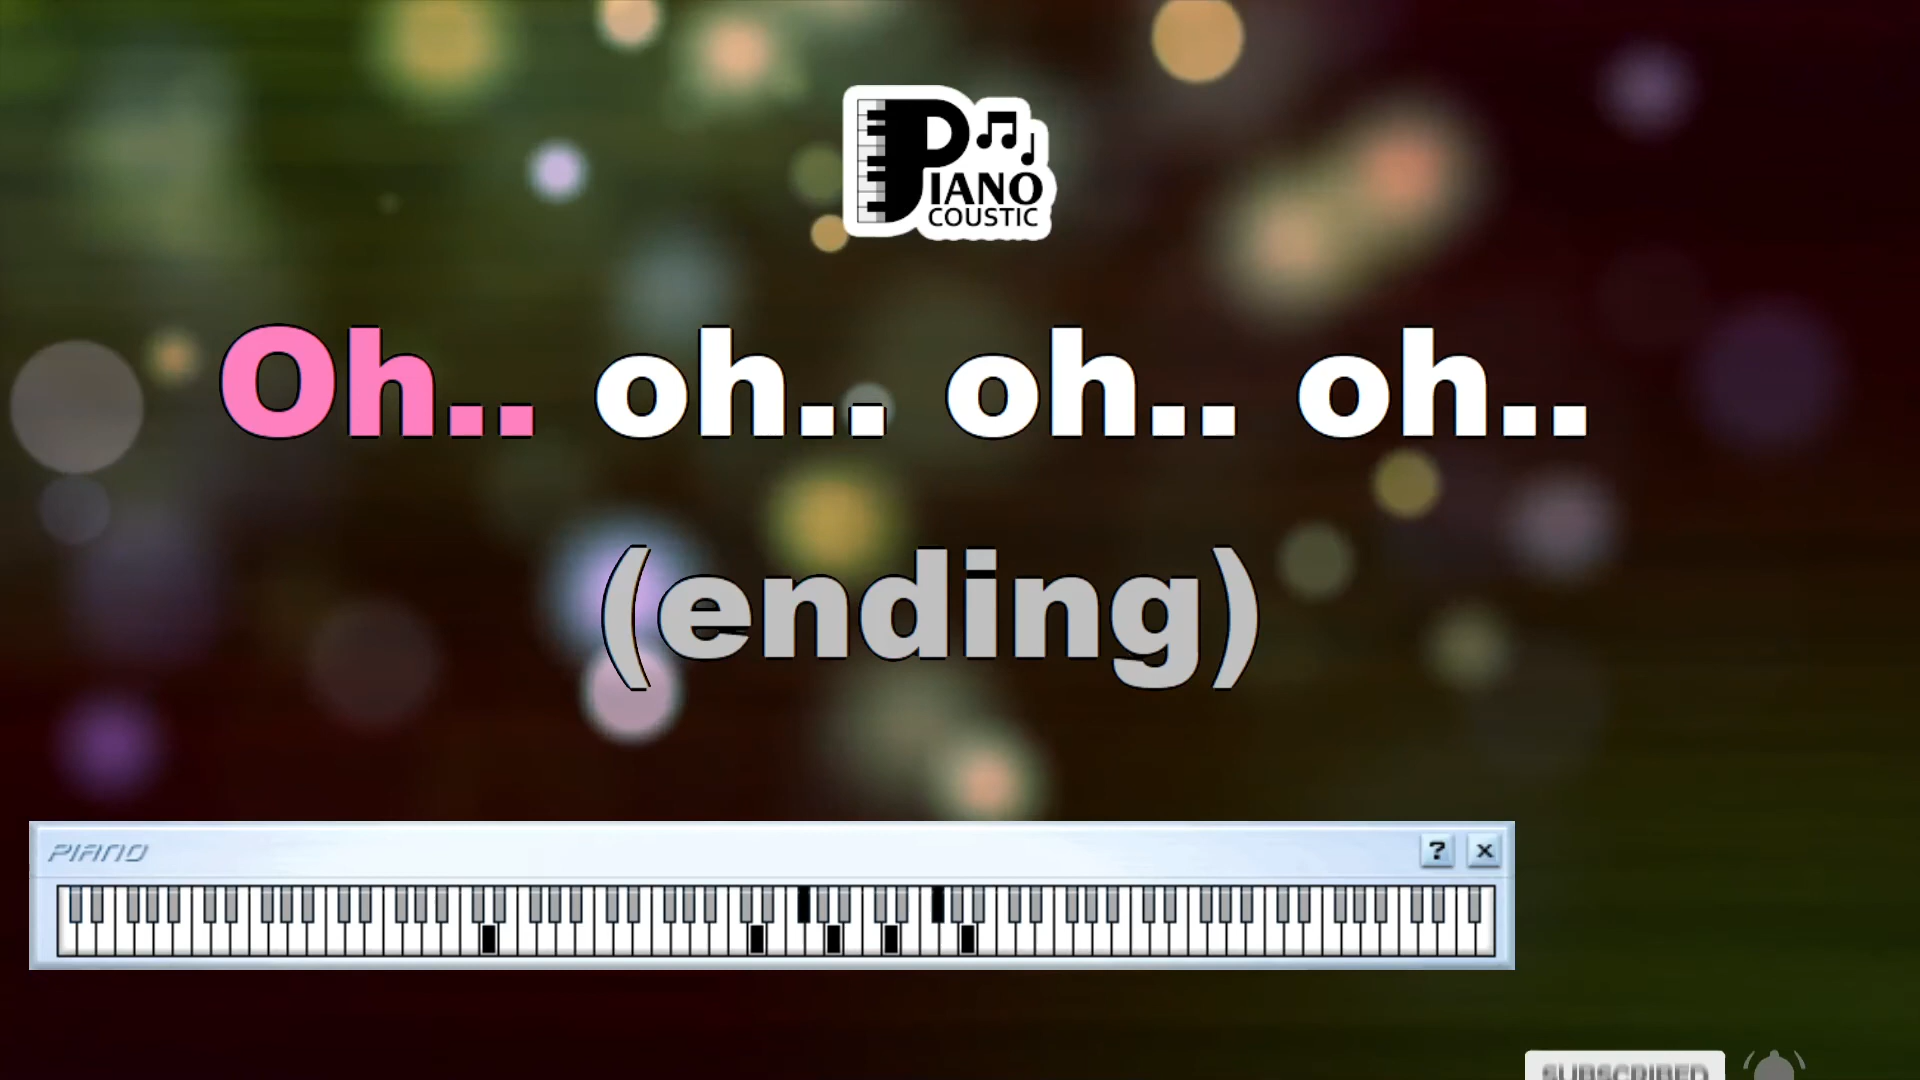 PIANO
COUSTIC
Oh.. oh.. oh.. oh..
(ending)
PIANO
?
x
SUBSCRIBED